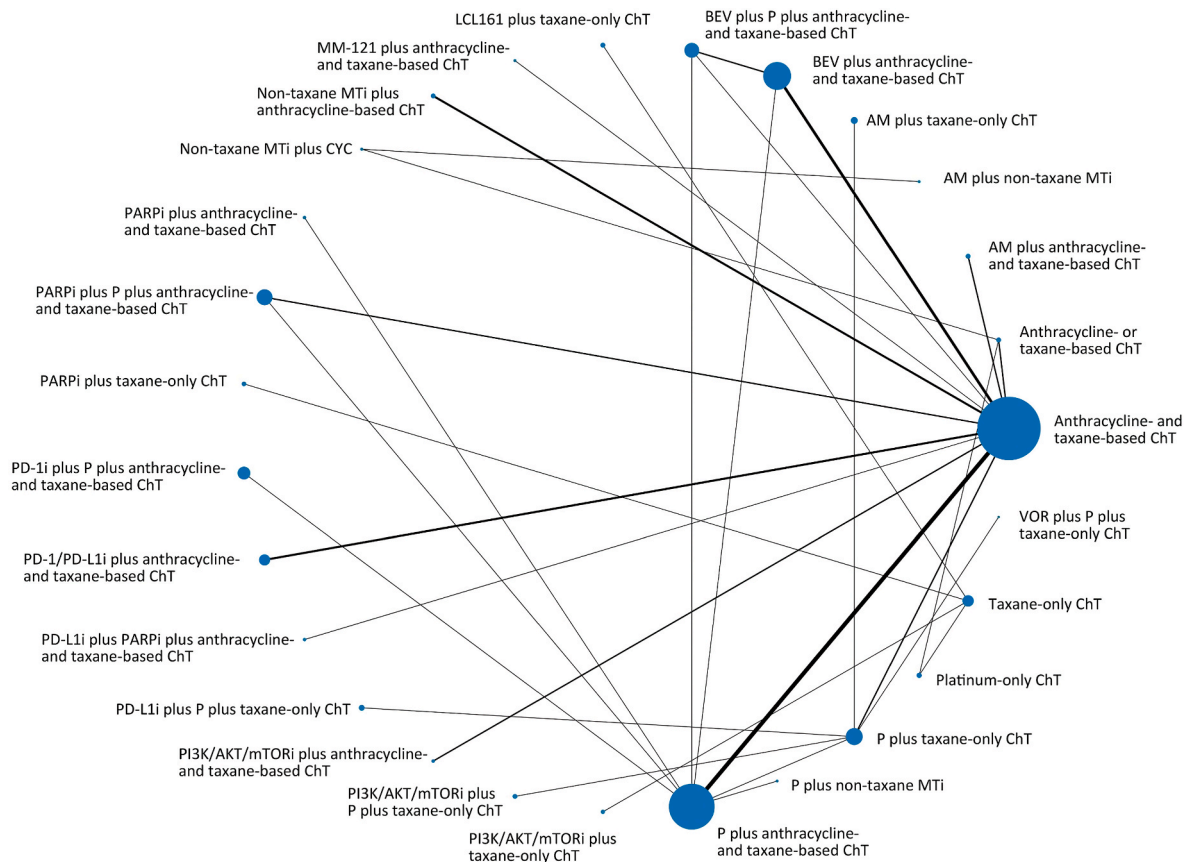 LCL161 plus taxane-only ChT
BEV plus P plus anthracycline-
and taxane-based ChT
MM-121 plus anthracycline-
and taxane-based ChT
BEV plus anthracycline-
and taxane-based ChT
Non-taxane MTi plus
anthracycline-based ChT
AM plus taxane-only ChT
Non-taxane MTi plus CYC
AM plus non-taxane MTi
PARPi plus anthracycline-
and taxane-based ChT
AM plus anthracycline-
and taxane-based ChT
PARPi plus P plus anthracycline-
and taxane-based ChT
Anthracycline- or
taxane-based ChT
PARPi plus taxane-only ChT
Anthracycline- and
taxane-based ChT
PD-1i plus P plus anthracycline-
and taxane-based ChT
VOR plus P plus
taxane-only ChT
PD-1/PD-L1i plus anthracycline-
and taxane-based ChT
Taxane-only ChT
PD-L1i plus PARPi plus anthracycline-
and taxane-based ChT
Platinum-only ChT
PD-L1i plus P plus taxane-only ChT
P plus taxane-only ChT
PI3K/AKT/mTORi plus anthracycline-
and taxane-based ChT
P plus non-taxane MTi
PI3K/AKT/mTORi plus
P plus taxane-only ChT
PI3K/AKT/mTORi plus
taxane-only ChT
P plus anthracycline-
and taxane-based ChT